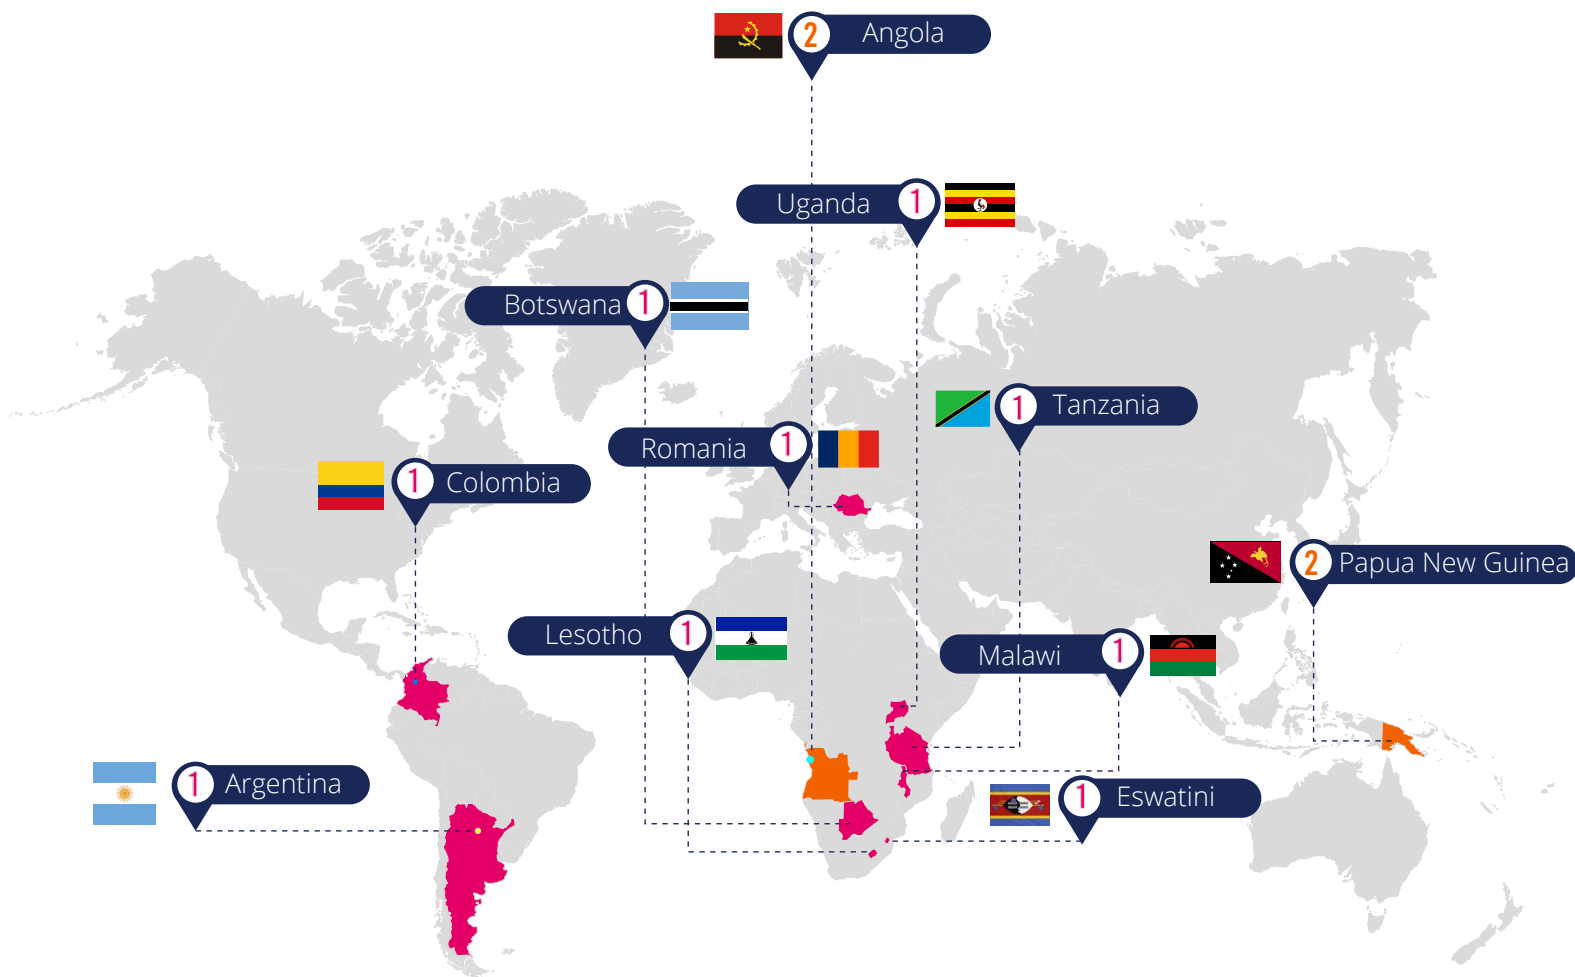 2 Angola
Uganda 1
Botswana 1
1 Tanzania
Romania 1
1 Colombia
2 Papua New Guinea
Lesotho 1
Malawi 1
1 Argentina
1 Eswatini